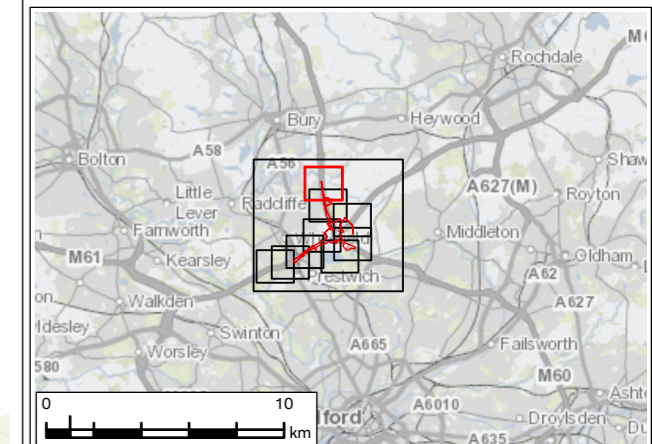 Rochdale
Bury
Heywood
Bolton
A58
A56
A627(M)
Shaw
Little
Lever
Radcliffe
Royton
Farnworth
Middleton
M61
Kearsley
Oldham
A62
Prestwich
Walkden
A627
Swinton
Worsley
A665
Failsworth
580
M60
0
10
km
A6010
Droylsden
A635